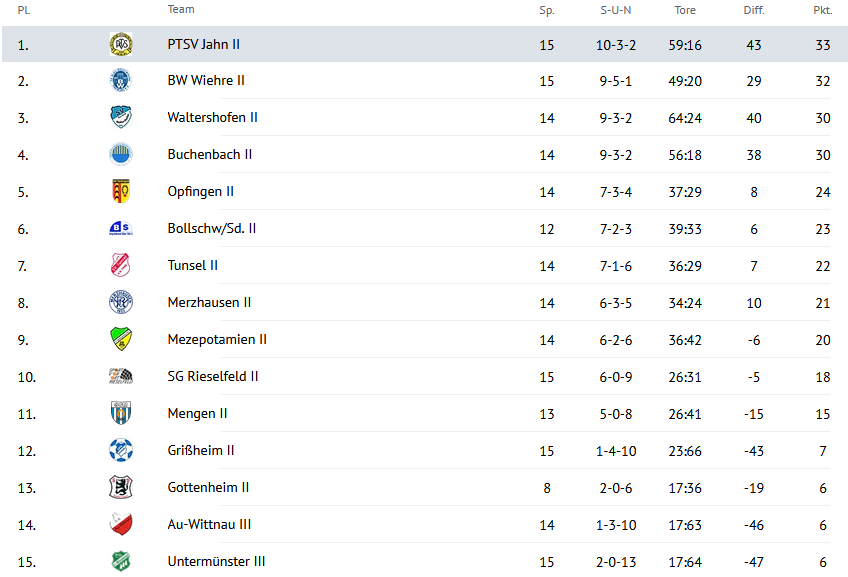 PL Team Sp. S-U-N Tore Diff. Pkt.
1. PTSV Jahn II 15 10-3-2 59:16 43 33
2. BW Wiehre II 15 9-5-1 49:20 29 32
3. Waltershofen II 14 9-3-2 64:24 40 30
4. Buchenbach II 14 9-3-2 56:18 38 30
5. Opfingen II 14 7-3-4 37:29 8 24
6. Bollschw/Sd. II 12 7-2-3 39:33 6 23
7. Tunsel II 14 7-1-6 36:29 7 22
8. Merzhausen II 14 6-3-5 34:24 10 21
9. Mezepotamien II 14 6-2-6 36:42 -6 20
10. SG Rieselfeld II 15 6-0-9 26:31 -5 18
11. Mengen II 13 5-0-8 26:41 -15 15
12. Grißheim II 15 1-4-10 23:66 -43 7
13. Gottenheim II 8 2-0-6 17:36 -19 6
14. Au-Wittnau III 14 1-3-10 17:63 -46 6
15. Untermünster III 15 2-0-13 17:64 -47 6